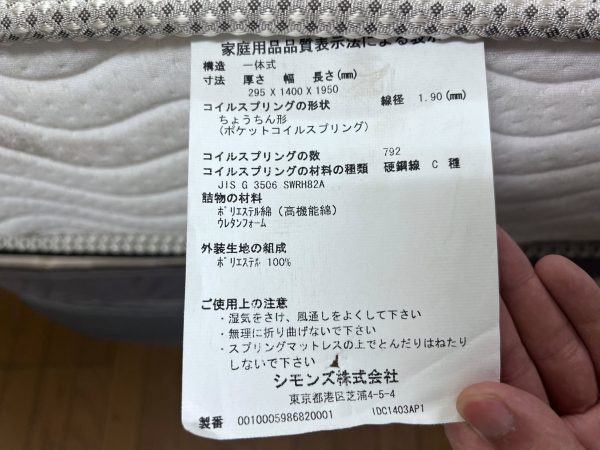 家庭用品品質表示法による表示
構造 一体式
寸法 厚さ 幅 長さ(mm)
295 X 1400 X 1950
コイルスプリングの形状 線径 1.90(mm)
ちょうちん形
(ポケットコイルスプリング)
コイルスプリングの数 792
コイルスプリングの材料の種類 硬鋼線 C 種
JIS G 3506 SWRH82A
詰物の材料
ﾎﾟﾘｴｽﾃﾙ綿 (高機能綿)
ｳﾚﾀﾝﾌｫｰﾑ
外装生地の組成
ﾎﾟﾘｴｽﾃﾙ 100%
ご使用上の注意
・湿気をさけ、風通しをよくして下さい
・無理に折り曲げないで下さい
・スプリングマットレスの上でとんだりはねたり
しないで下さい
シモンズ株式会社
東京都港区芝浦4-5-4
製番 0010005986820001 IDC1403AP1